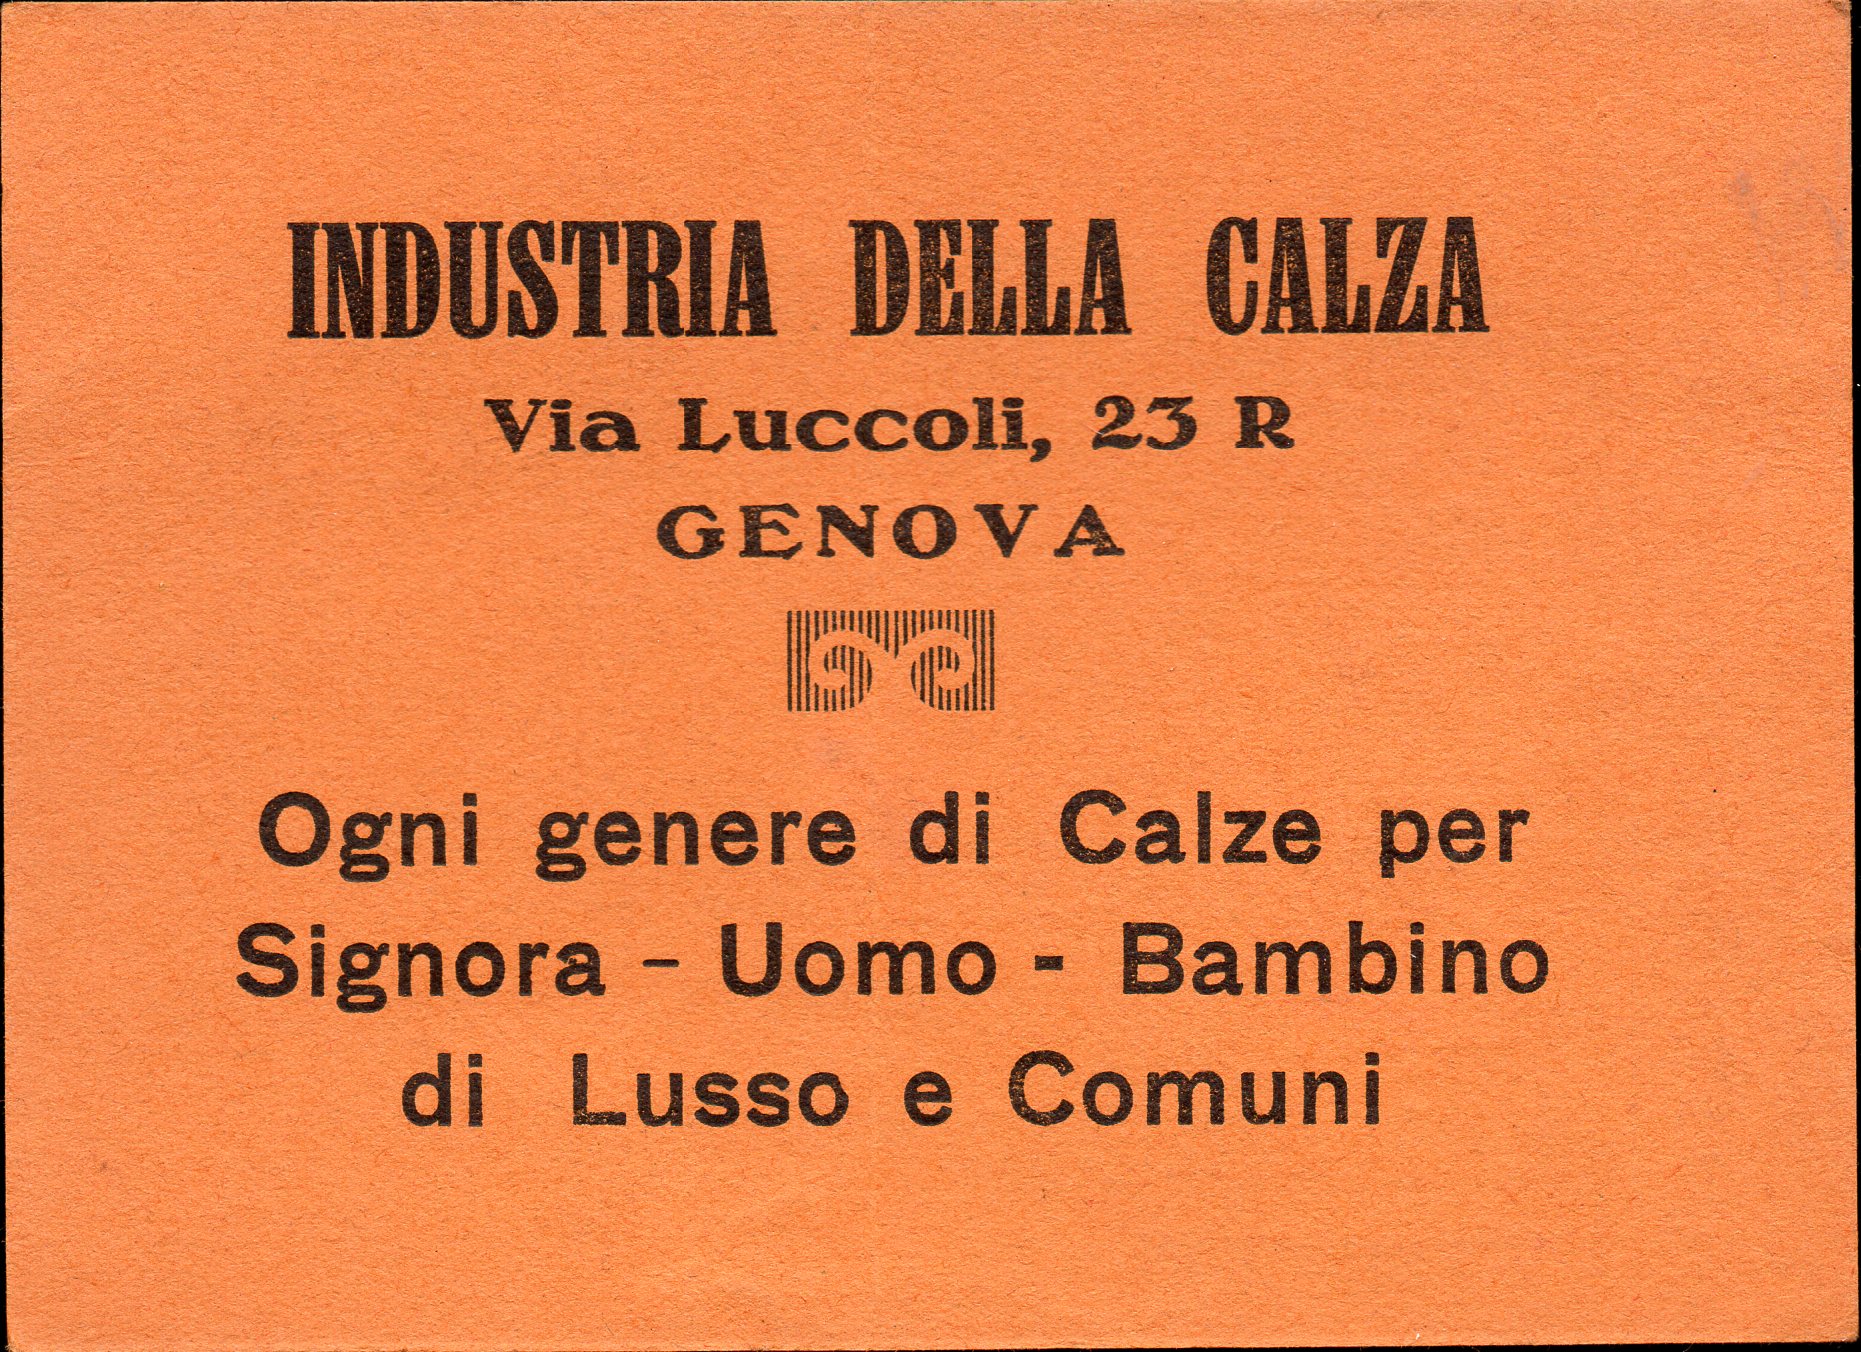 INDUSTRIA DELLA CALZA
Via Luccoli, 23 R
GENOVA
Ogni genere di Calze per
Signora - Uomo - Bambino
di Lusso e Comuni